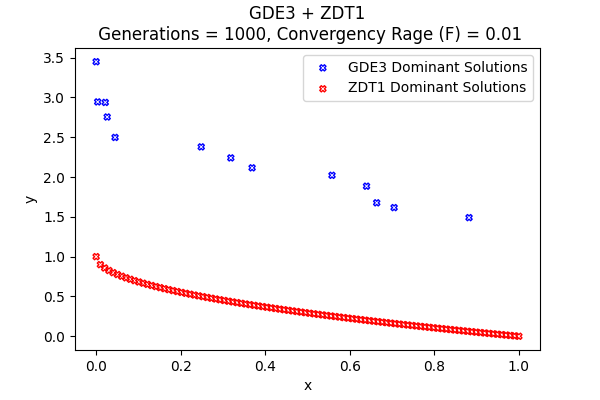 GDE3 + ZDT1
Generations = 1000, Convergency Rage (F) = 0.01
GDE3 Dominant Solutions
ZDT1 Dominant Solutions
3.5
3.0
2.5
2.0
1.5
1.0
0.5
0.0
y
0.0 0.2 0.4 0.6 0.8 1.0
x